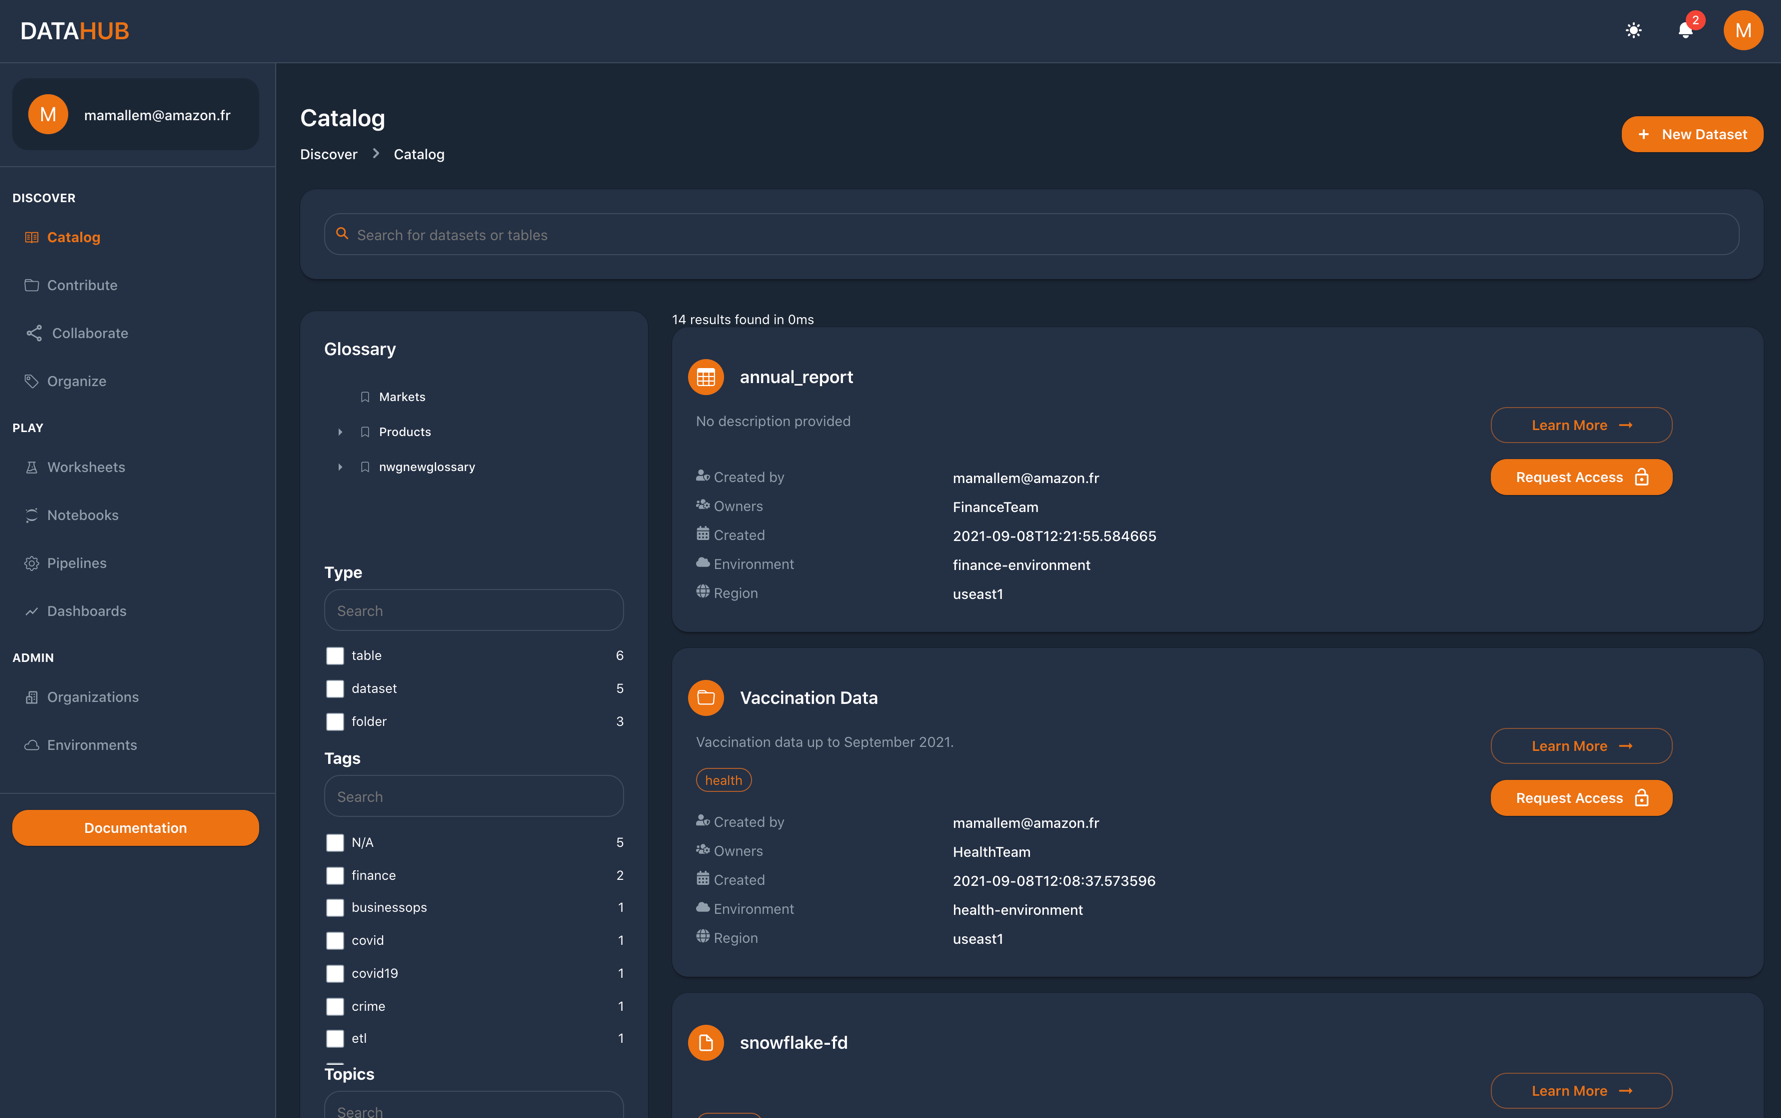 DATAHUB
2
M
M
mamallem@amazon.fr
DISCOVER
Catalog
Contribute
Collaborate
Organize
PLAY
Worksheets
Notebooks
Pipelines
Dashboards
ADMIN
Organizations
Environments
Documentation
Catalog
Discover > Catalog
+ New Dataset
Search for datasets or tables
Glossary
Markets
Products
nwgnewglossary
Type
Search
table 6
dataset 5
folder 3
Tags
Search
N/A 5
finance 2
businessops 1
covid 1
covid19 1
crime 1
etl 1
Topics
Search
14 results found in 0ms
annual_report
No description provided
Learn More →
Request Access
Created by mamallem@amazon.fr
Owners FinanceTeam
Created 2021-09-08T12:21:55.584665
Environment finance-environment
Region useast1
Vaccination Data
Vaccination data up to September 2021.
health
Learn More →
Request Access
Created by mamallem@amazon.fr
Owners HealthTeam
Created 2021-09-08T12:08:37.573596
Environment health-environment
Region useast1
snowflake-fd
Learn More →